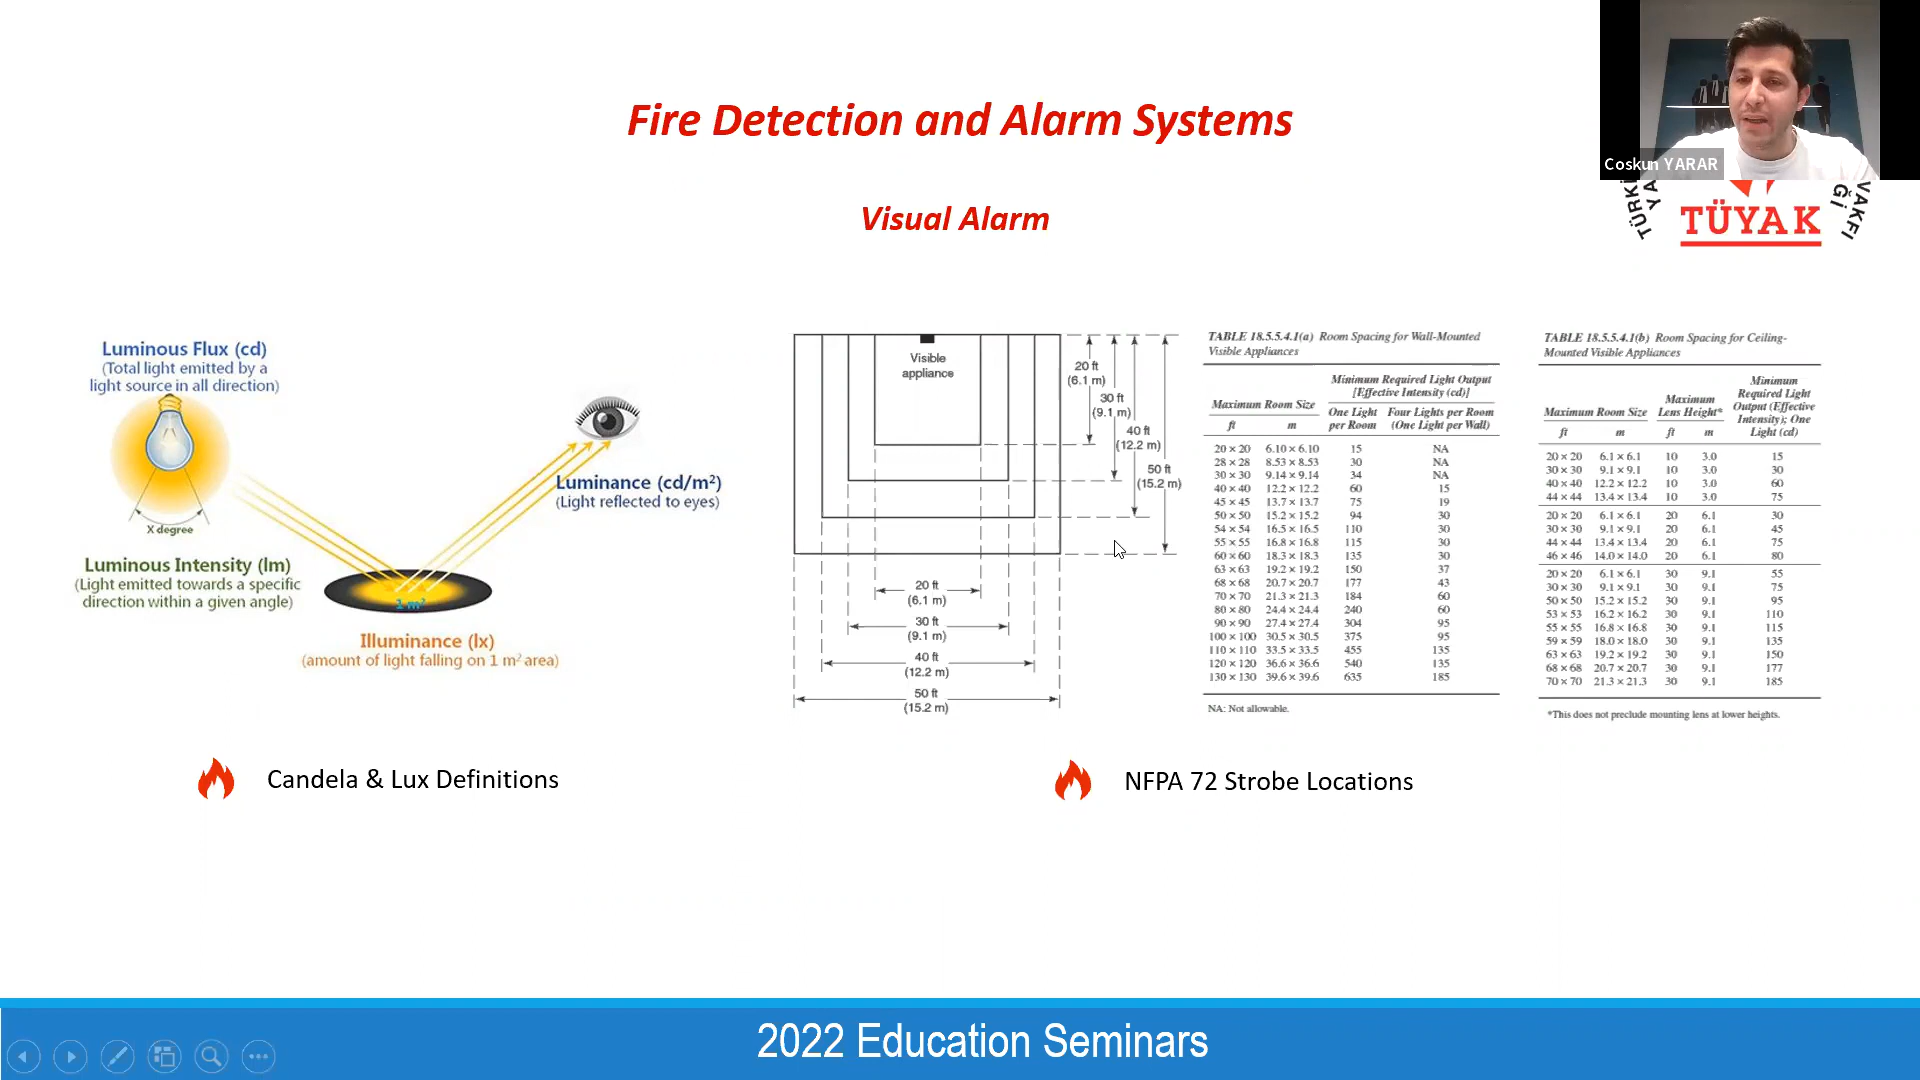 Fire Detection and Alarm Systems
Visual Alarm
Coskun YARAR
TÜYAK
VAKFI
Luminous Flux (cd)
(Total light emitted by a
light source in all direction)
X degree
Luminous Intensity (lm)
(Light emitted towards a specific
direction within a given angle)
1 m²
Illuminance (lx)
(amount of light falling on 1 m² area)
Luminance (cd/m²)
(Light reflected to eyes)
Visible
appliance
20 ft
(6.1 m)
30 ft
(9.1 m)
40 ft
(12.2 m)
50 ft
(15.2 m)
20 ft
(6.1 m)
30 ft
(9.1 m)
40 ft
(12.2 m)
50 ft
(15.2 m)
TABLE 18.5.5.4.1(a) Room Spacing for Wall-Mounted
Visible Appliances
Minimum Required Light Output
[Effective Intensity (cd)]
Maximum Room Size
One Light Four Lights per Room
ft m per Room (One Light per Wall)
20 × 20 6.10 × 6.10 15 NA
28 × 28 8.53 × 8.53 30 NA
30 × 30 9.14 × 9.14 34 NA
40 × 40 12.2 × 12.2 60 15
45 × 45 13.7 × 13.7 75 19
50 × 50 15.2 × 15.2 94 30
54 × 54 16.5 × 16.5 110 30
55 × 55 16.8 × 16.8 115 30
60 × 60 18.3 × 18.3 135 30
63 × 63 19.2 × 19.2 150 37
68 × 68 20.7 × 20.7 177 43
70 × 70 21.3 × 21.3 184 60
80 × 80 24.4 × 24.4 240 60
90 × 90 27.4 × 27.4 304 95
100 × 100 30.5 × 30.5 375 95
110 × 110 33.5 × 33.5 455 135
120 × 120 36.6 × 36.6 540 135
130 × 130 39.6 × 39.6 635 185
NA: Not allowable.
TABLE 18.5.5.4.1(b) Room Spacing for Ceiling-
Mounted Visible Appliances
Minimum
Required Light
Output (Effective
Intensity); One
Light (cd)
Maximum
Lens Height*
Maximum Room Size
ft m ft m
20 × 20 6.1 × 6.1 10 3.0 15
30 × 30 9.1 × 9.1 10 3.0 30
40 × 40 12.2 × 12.2 10 3.0 60
44 × 44 13.4 × 13.4 10 3.0 75
20 × 20 6.1 × 6.1 20 6.1 30
30 × 30 9.1 × 9.1 20 6.1 45
44 × 44 13.4 × 13.4 20 6.1 75
46 × 46 14.0 × 14.0 20 6.1 80
20 × 20 6.1 × 6.1 30 9.1 55
30 × 30 9.1 × 9.1 30 9.1 75
50 × 50 15.2 × 15.2 30 9.1 95
53 × 53 16.2 × 16.2 30 9.1 110
55 × 55 16.8 × 16.8 30 9.1 115
59 × 59 18.0 × 18.0 30 9.1 135
63 × 63 19.2 × 19.2 30 9.1 150
68 × 68 20.7 × 20.7 30 9.1 177
70 × 70 21.3 × 21.3 30 9.1 185
*This does not preclude mounting lens at lower heights.
Candela & Lux Definitions
NFPA 72 Strobe Locations
2022 Education Seminars